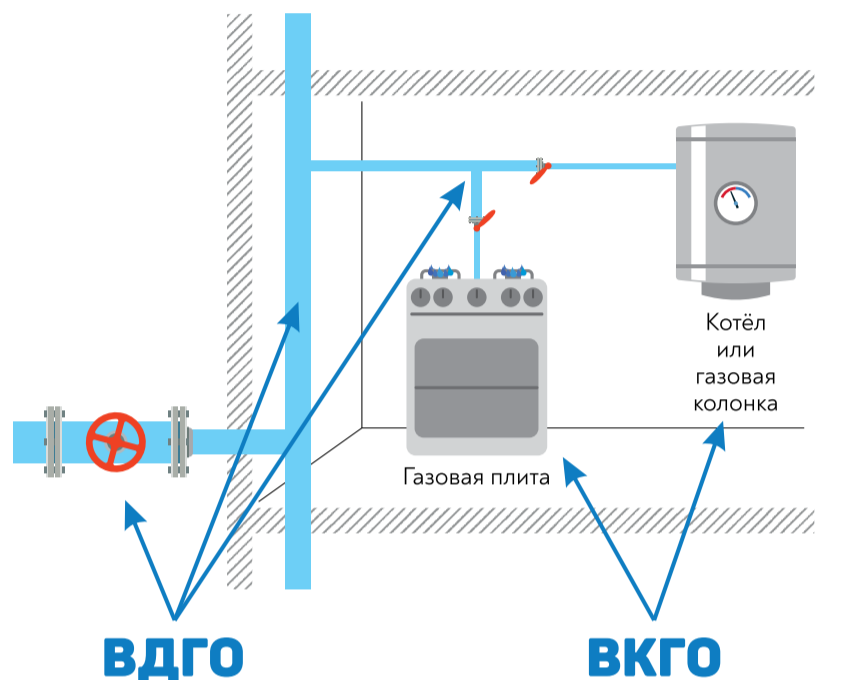 Котёл
или
газовая
колонка
Газовая плита
ВДГО
ВКГО